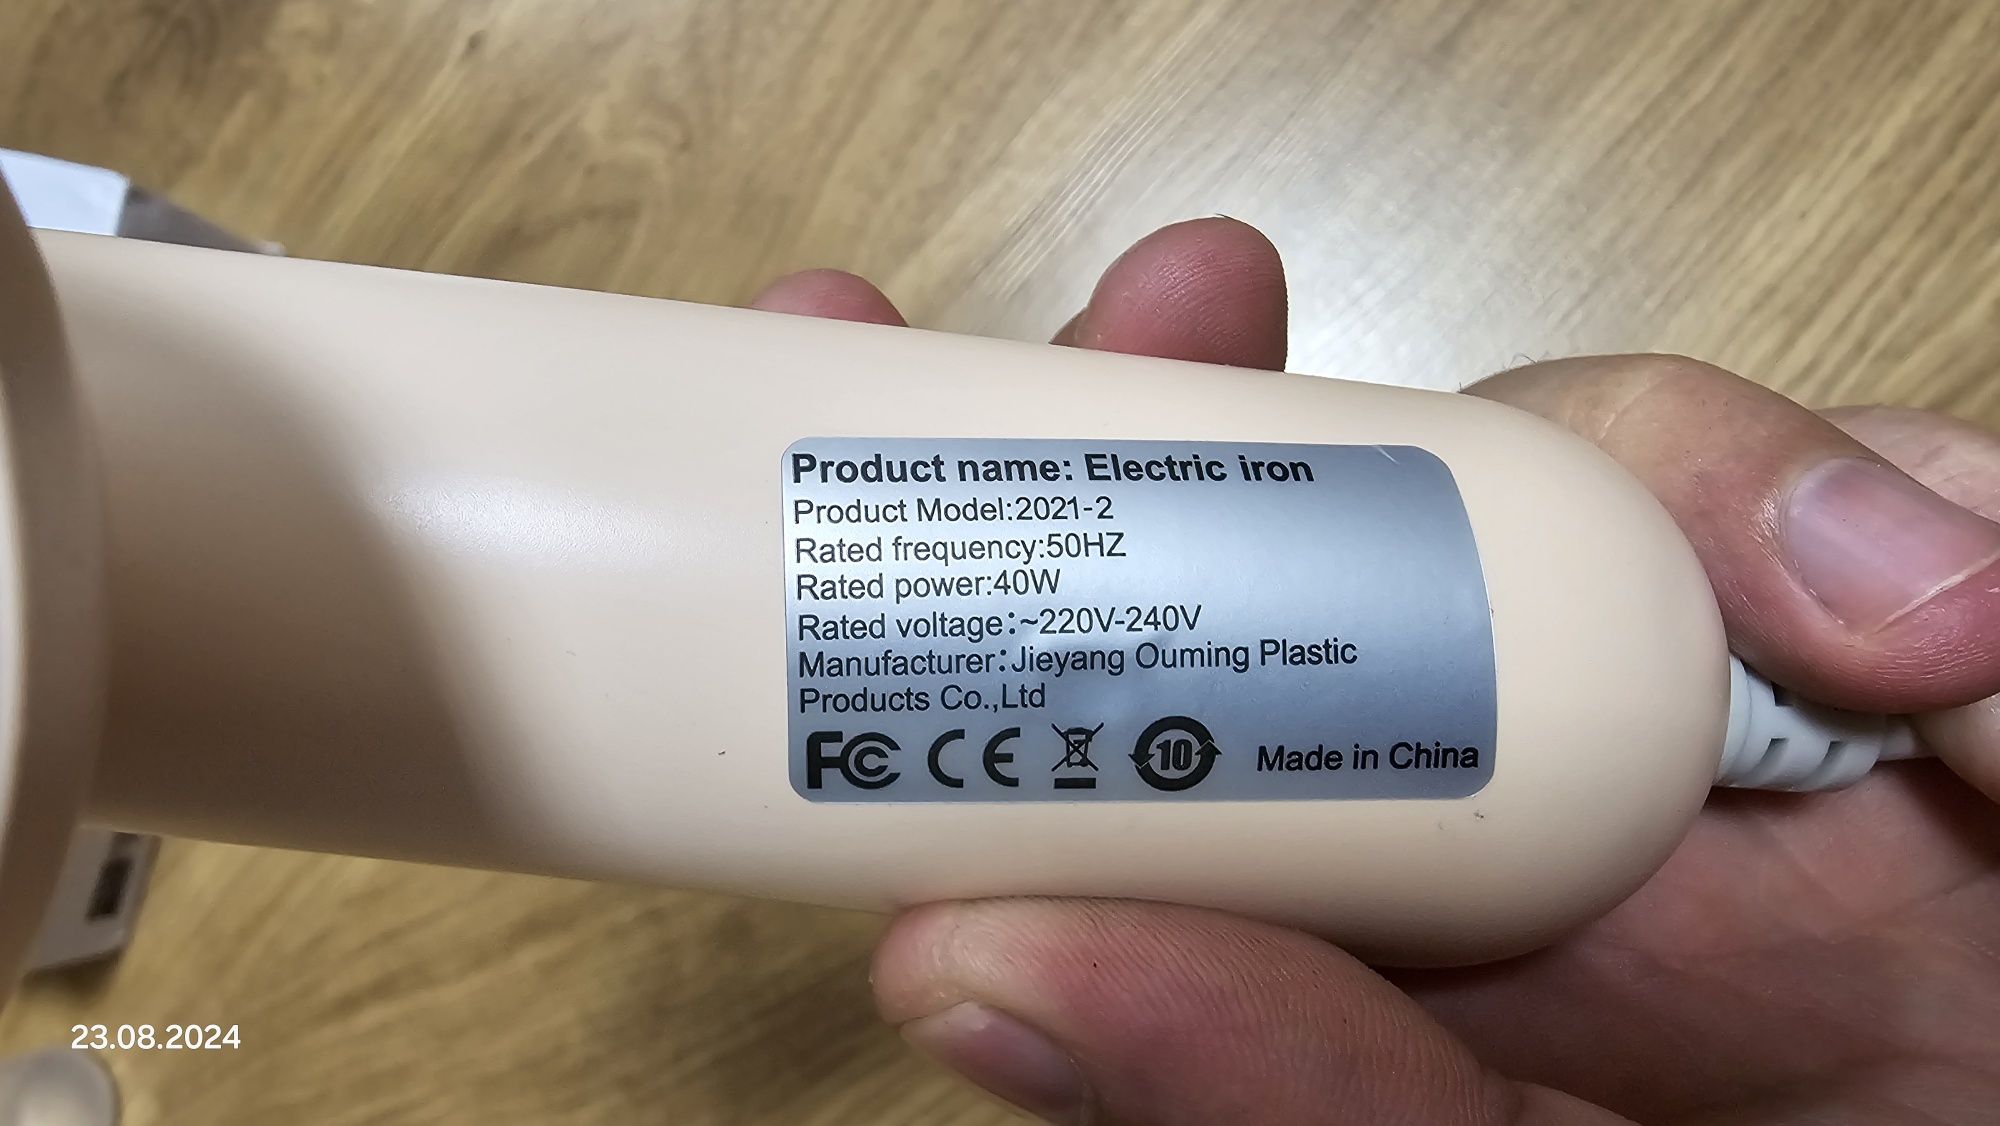 Product name: Electric iron
Product Model:2021-2
Rated frequency:50HZ
Rated power:40W
Rated voltage:~220V-240V
Manufacturer:Jieyang Ouming Plastic
Products Co.,Ltd
FC CE 10 Made in China
23.08.2024